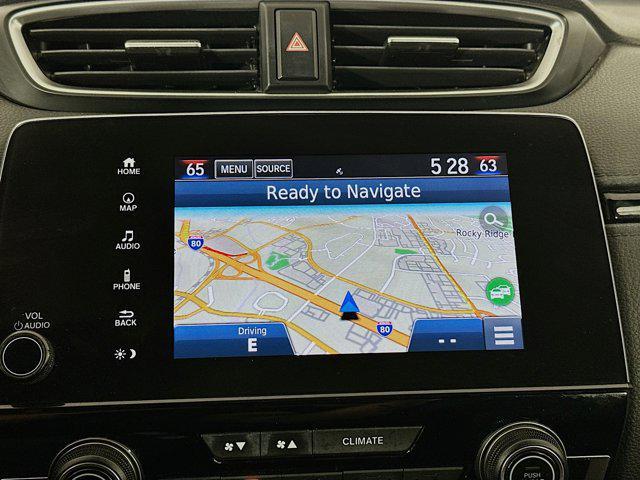 65 MENU SOURCE 5 28 63
Ready to Navigate
HOME
MAP
AUDIO
PHONE
BACK
80
Rocky Ridge
80
Driving
E
--
VOL
AUDIO
CLIMATE
PUSH